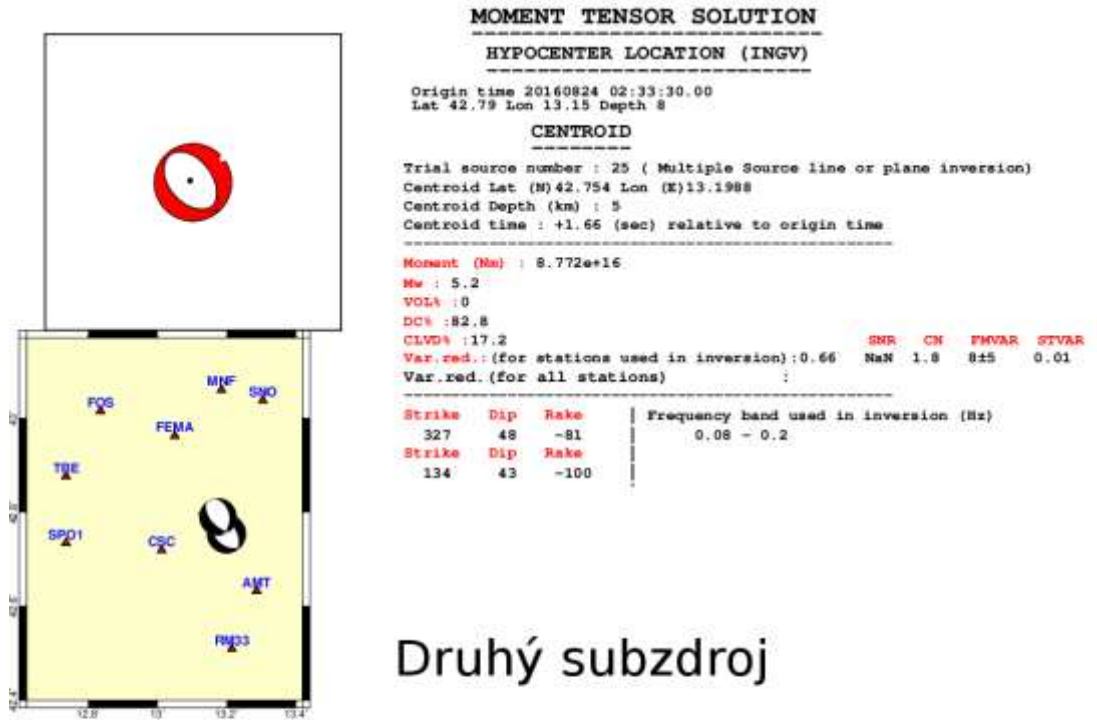 MOMENT TENSOR SOLUTION
HYPOCENTER LOCATION (INGV)
Origin time 20160824 02:33:30.00
Lat 42.79 Lon 13.15 Depth 8
CENTROID
Trial source number : 25 ( Multiple Source line or plane inversion)
Centroid Lat (N)42.754 Lon (E)13.1988
Centroid Depth (km) : 5
Centroid time : +1.66 (sec) relative to origin time
Moment (Nm) : 8.772e+16
Mw : 5.2
VOL% :0
DC% :82.8
CLVD% :17.2
SNR CN FMVAR STVAR
Var.red.:(for stations used in inversion):0.66 NaN 1.8 8±5 0.01
Var.red.(for all stations) :
Strike Dip Rake | Frequency band used in inversion (Hz)
327 48 -81 | 0.08 - 0.2
Strike Dip Rake
134 43 -100
MNF
SNO
FOS
FEMA
TBE
SPO1
CSC
AMT
RM33
12.8˚ 13˚ 13.2˚ 13.4˚
Druhý subzdroj